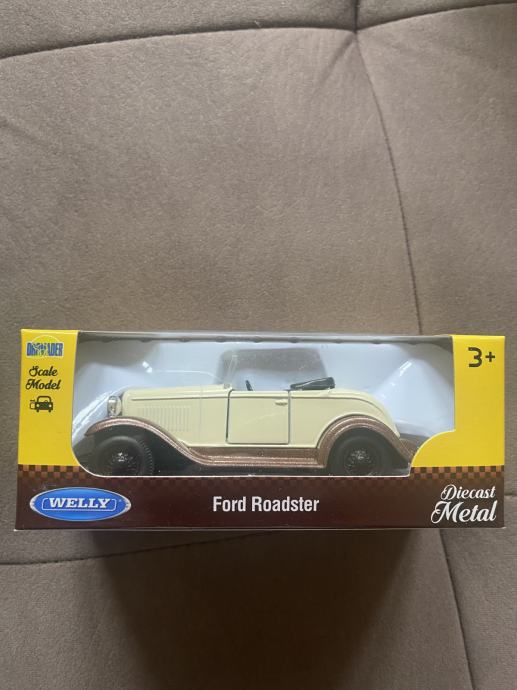 Scale
Model
3+
WELLY
Ford Roadster
Diecast
Metal